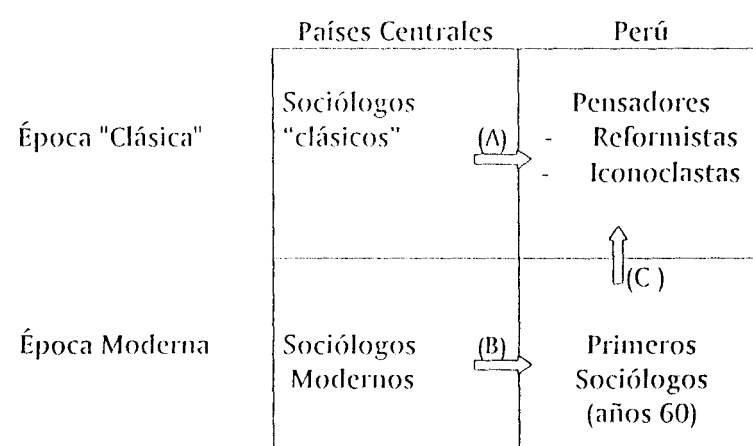 Países Centrales Perú
Sociólogos Pensadores
Época "Clásica" "clásicos" (A) - Reformistas
- Iconoclastas
(C)
Época Moderna Sociólogos (B) Primeros
Modernos Sociólogos
(años 60)